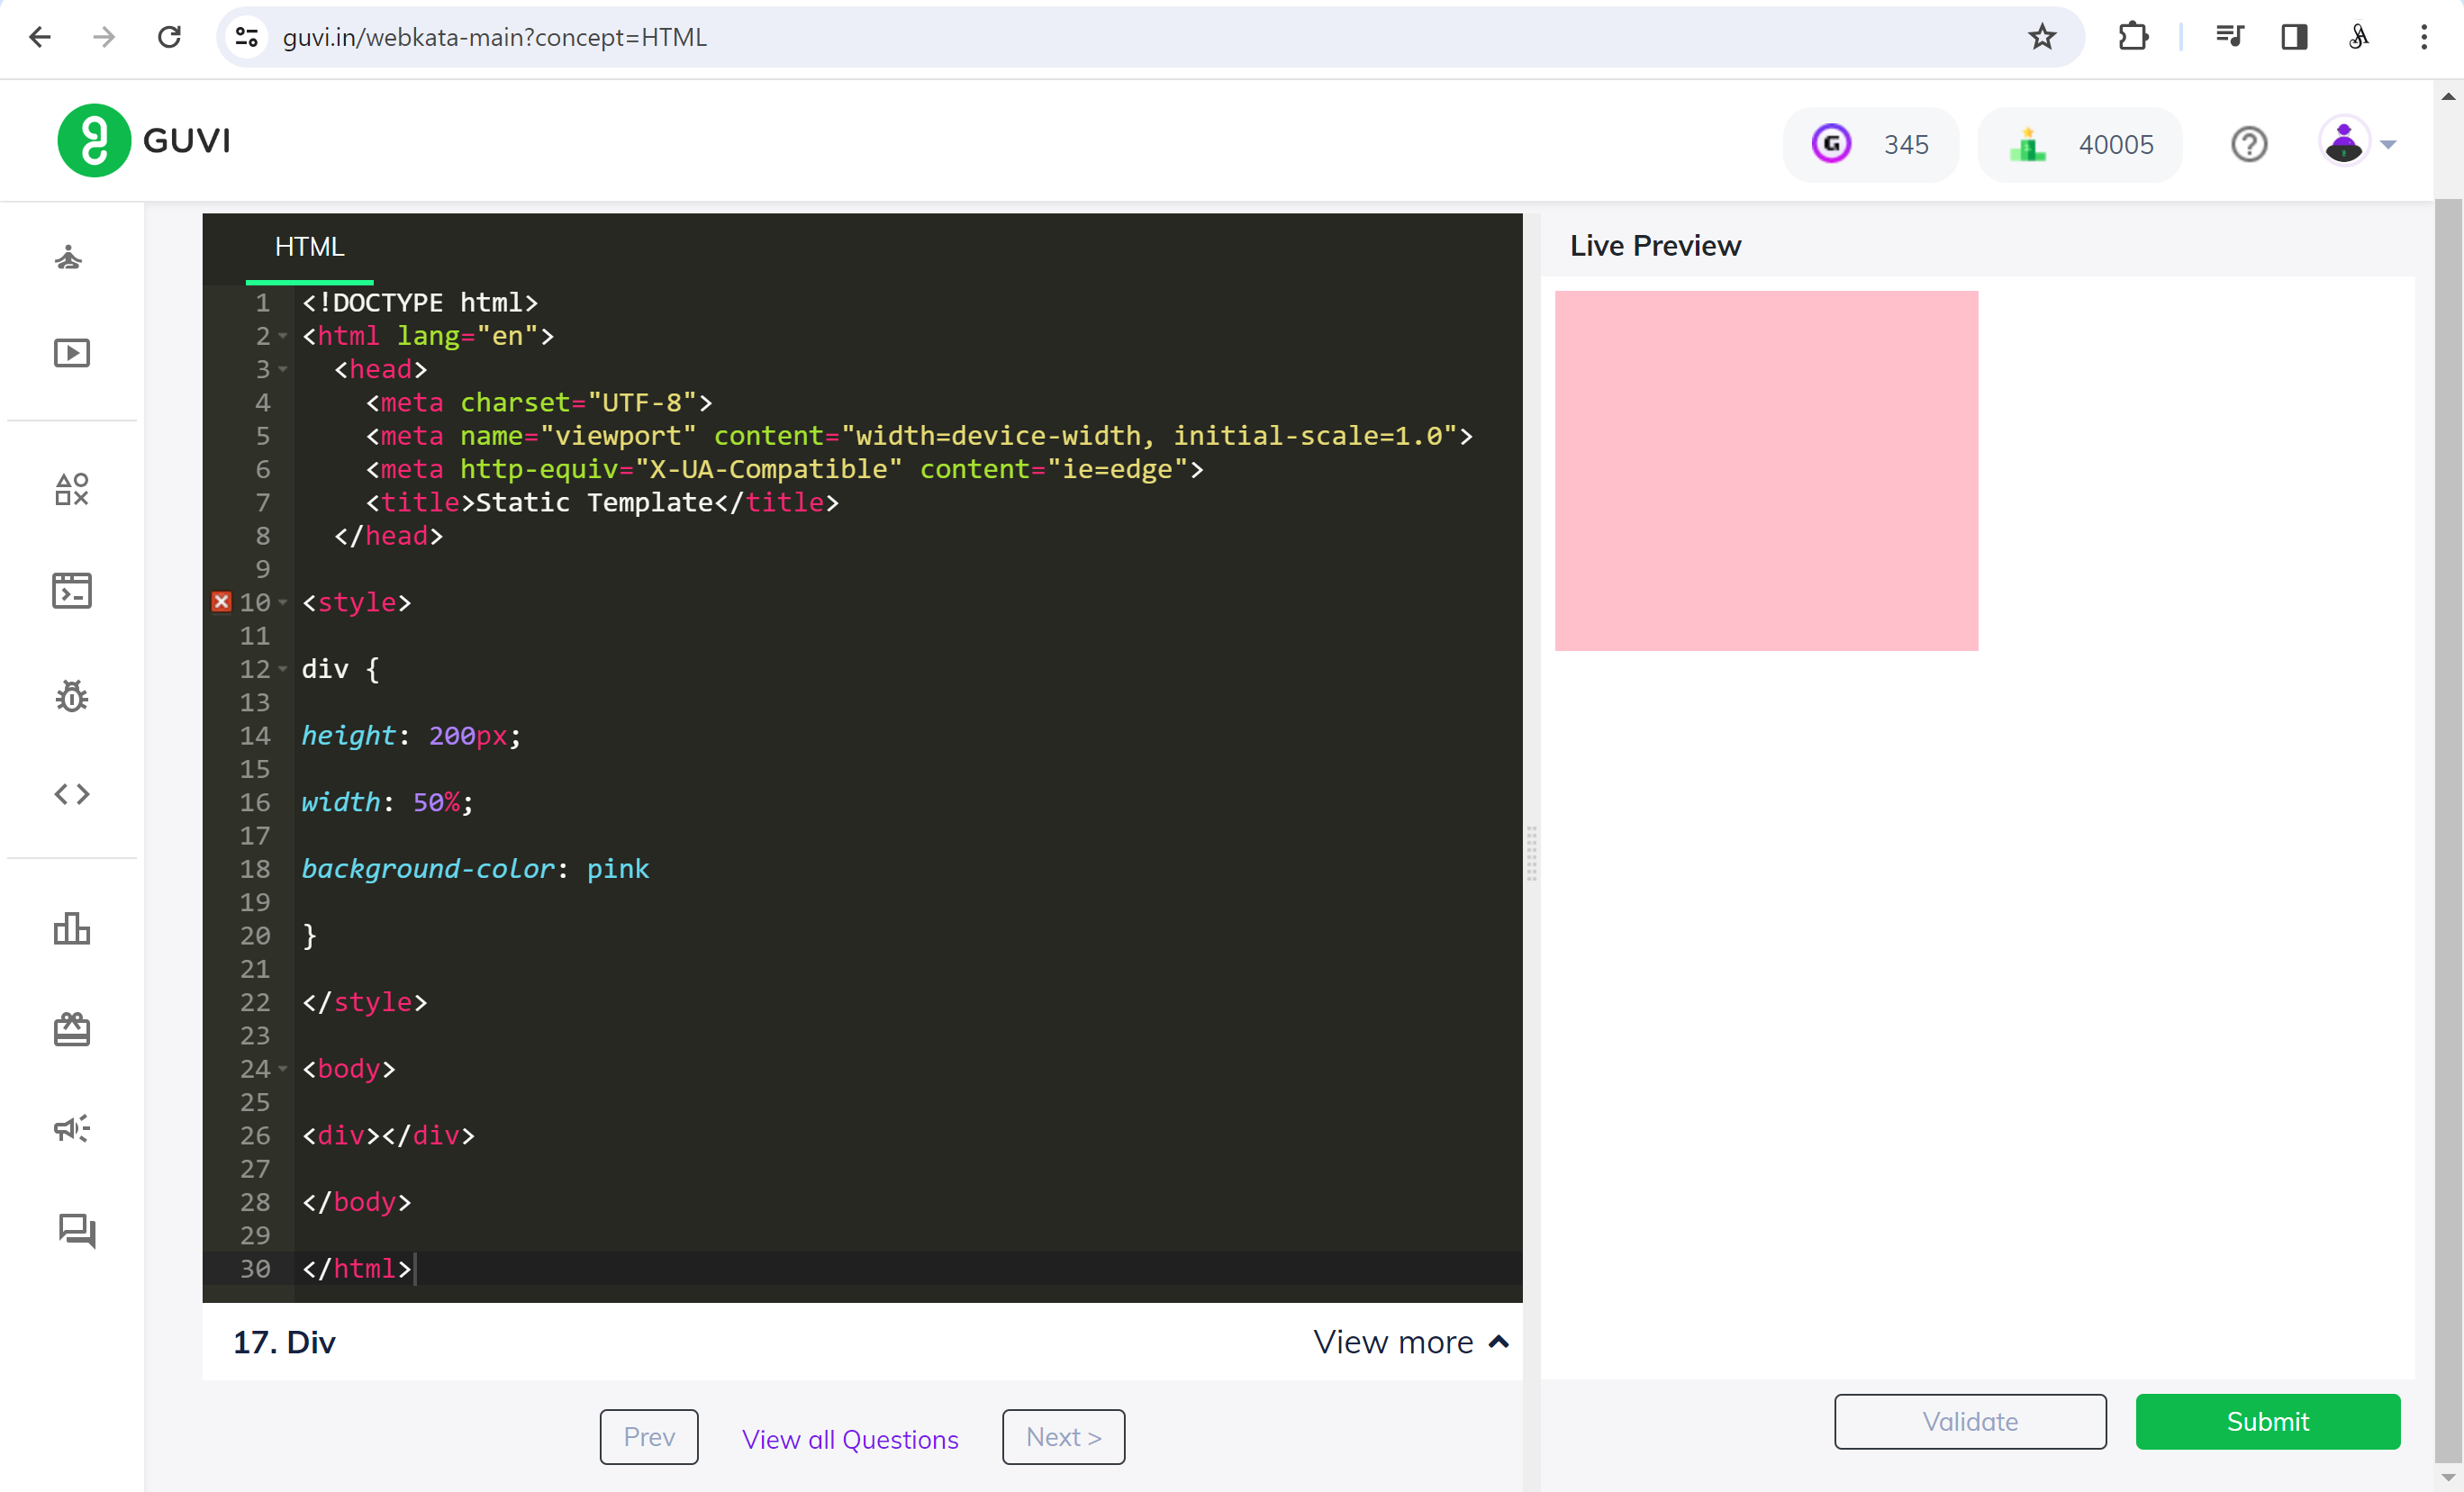 guvi.in/webkata-main?concept=HTML
GUVI
345
40005
HTML
Live Preview
1 <!DOCTYPE html>
2 <html lang="en">
3 <head>
4 <meta charset="UTF-8">
5 <meta name="viewport" content="width=device-width, initial-scale=1.0">
6 <meta http-equiv="X-UA-Compatible" content="ie=edge">
7 <title>Static Template</title>
8 </head>
9
10 <style>
11
12 div {
13
14 height: 200px;
15
16 width: 50%;
17
18 background-color: pink
19
20 }
21
22 </style>
23
24 <body>
25
26 <div></div>
27
28 </body>
29
30 </html>
17. Div
View more
Prev
View all Questions
Next >
Validate
Submit